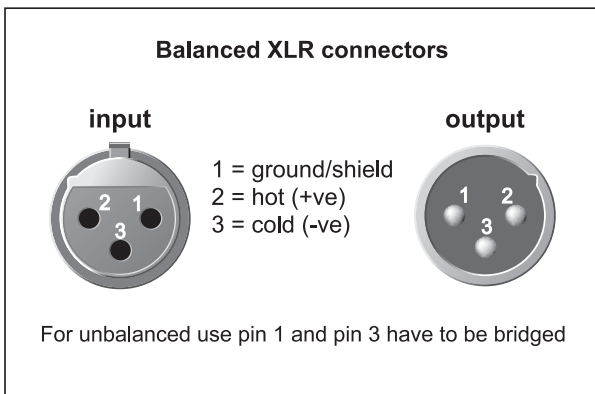 Balanced XLR connectors
input
output
1 = ground/shield
2 = hot (+ve)
3 = cold (-ve)
2 1
3
1 2
3
For unbalanced use pin 1 and pin 3 have to be bridged